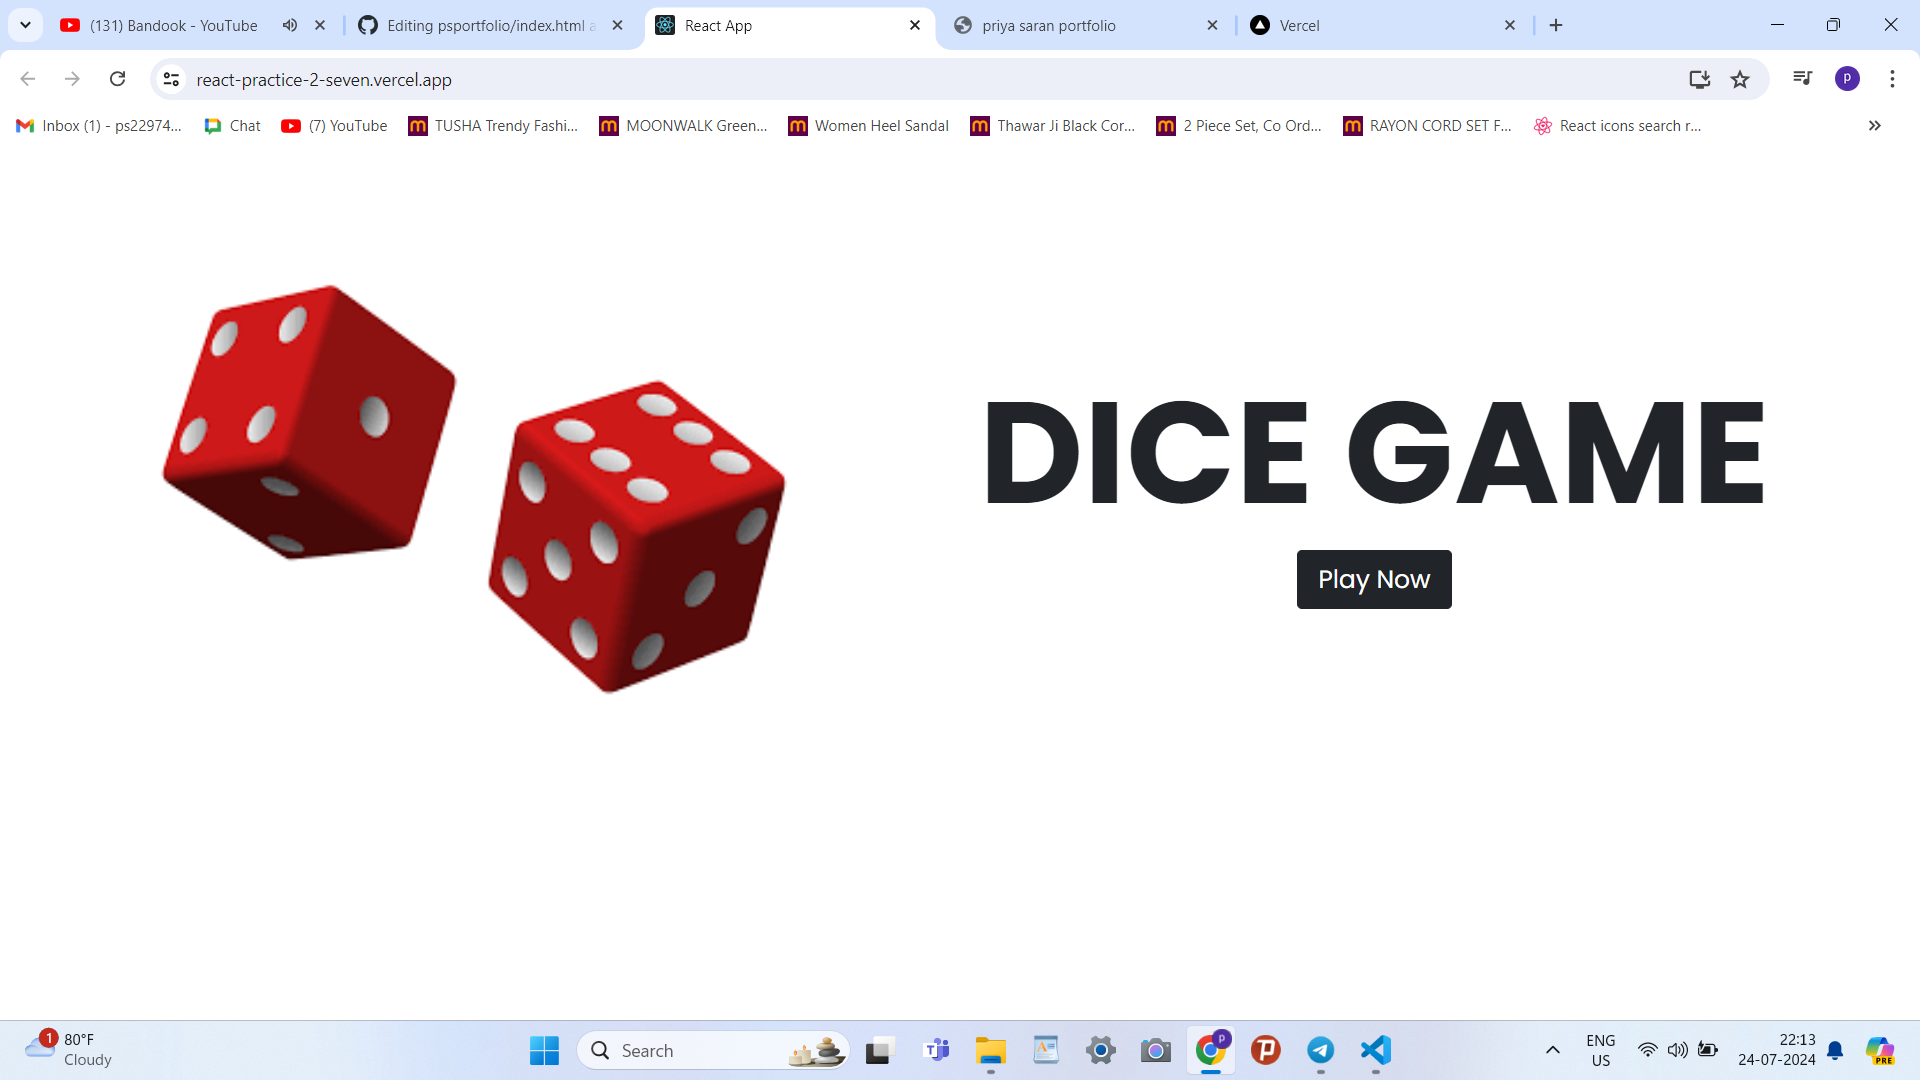 (131) Bandook - YouTube
Editing psportfolio/index.html a
React App
priya saran portfolio
Vercel
react-practice-2-seven.vercel.app
p
Inbox (1) - ps22974...
Chat
(7) YouTube
TUSHA Trendy Fashi...
MOONWALK Green...
Women Heel Sandal
Thawar Ji Black Cor...
2 Piece Set, Co Ord...
RAYON CORD SET F...
React icons search r...
DICE GAME
Play Now
1
80°F
Cloudy
Search
p
ENG
US
22:13
24-07-2024
PRE